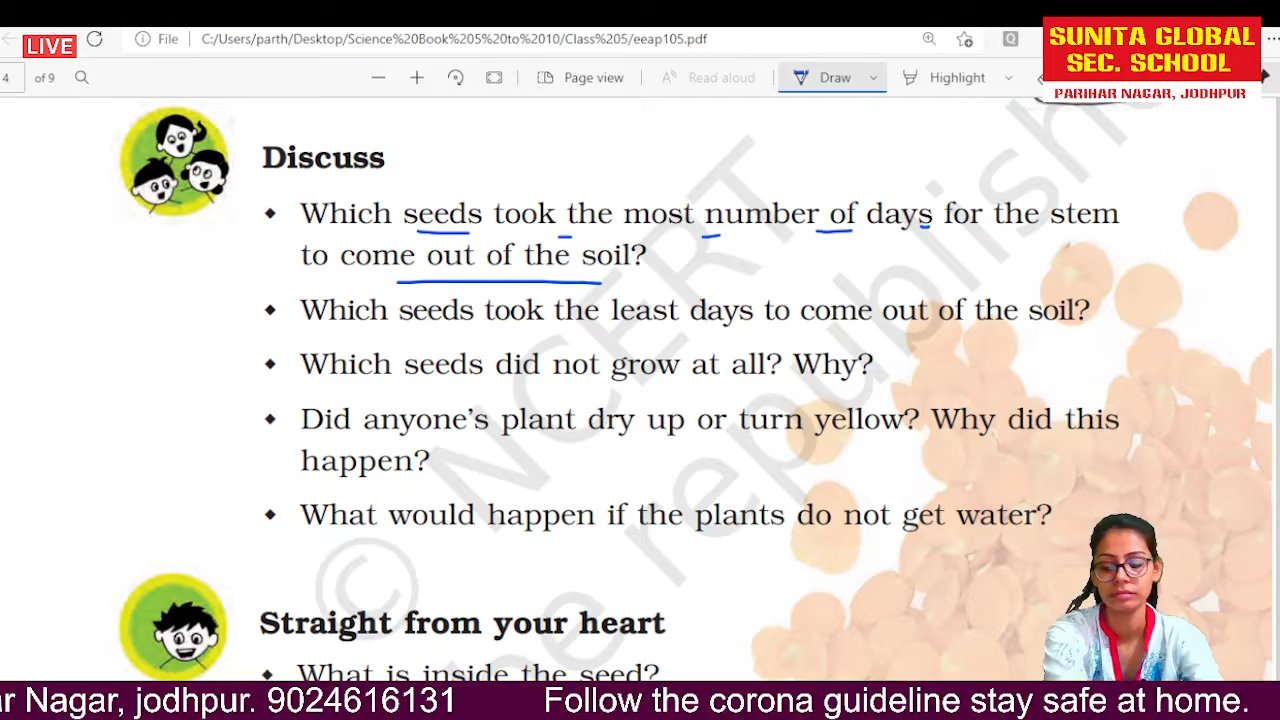 LIVE
File
C:/Users/parth/Desktop/Science%20Book%205%20to%2010/Class%205/eeap105.pdf
SUNITA GLOBAL
SEC. SCHOOL
PARIHAR NAGAR, JODHPUR
4 of 9
Page view
Read aloud
Draw
Highlight
Discuss
Which seeds took the most number of days for the stem
to come out of the soil?
Which seeds took the least days to come out of the soil?
Which seeds did not grow at all? Why?
Did anyone's plant dry up or turn yellow? Why did this
happen?
What would happen if the plants do not get water?
Straight from your heart
What is inside the seed?
© NCERT
be republishe
ar Nagar, jodhpur. 9024616131 Follow the corona guideline stay safe at home.